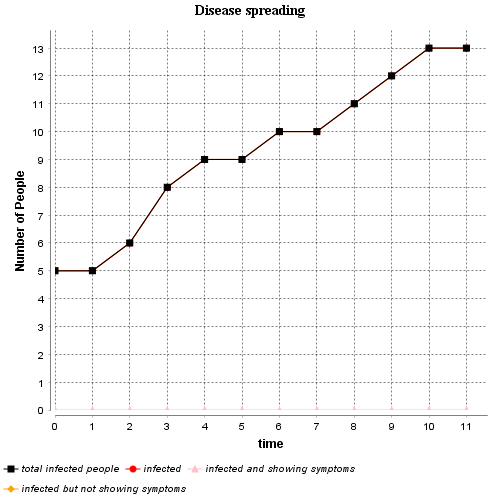 Disease spreading
Number of People
13
12
11
10
9
8
7
6
5
4
3
2
1
0
0 1 2 3 4 5 6 7 8 9 10 11
time
total infected people infected infected and showing symptoms
infected but not showing symptoms